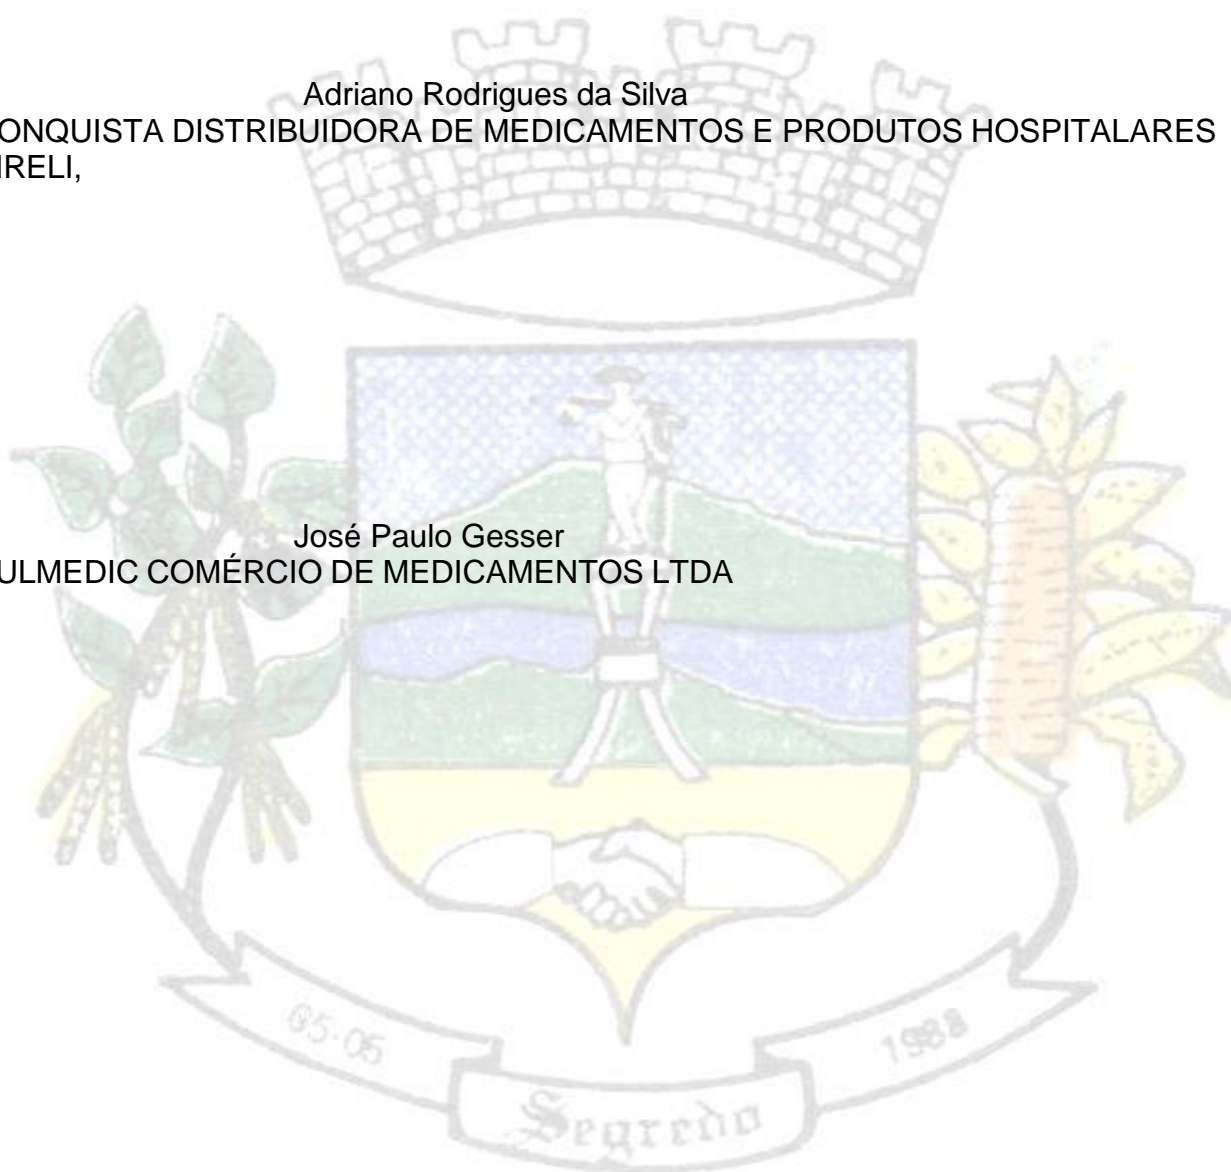 Adriano Rodrigues da Silva
ONQUISTA DISTRIBUIDORA DE MEDICAMENTOS E PRODUTOS HOSPITALARES
IRELI,
José Paulo Gesser
ULMEDIC COMÉRCIO DE MEDICAMENTOS LTDA
05-05
1988
Segredo